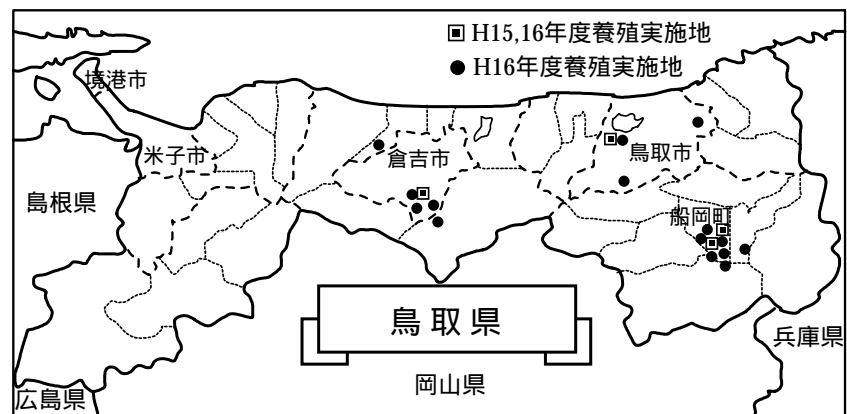 H15,16年度養殖実施地
H16年度養殖実施地
境港市
米子市
倉吉市
鳥取市
島根県
船岡町
鳥取県
兵庫県
岡山県
広島県